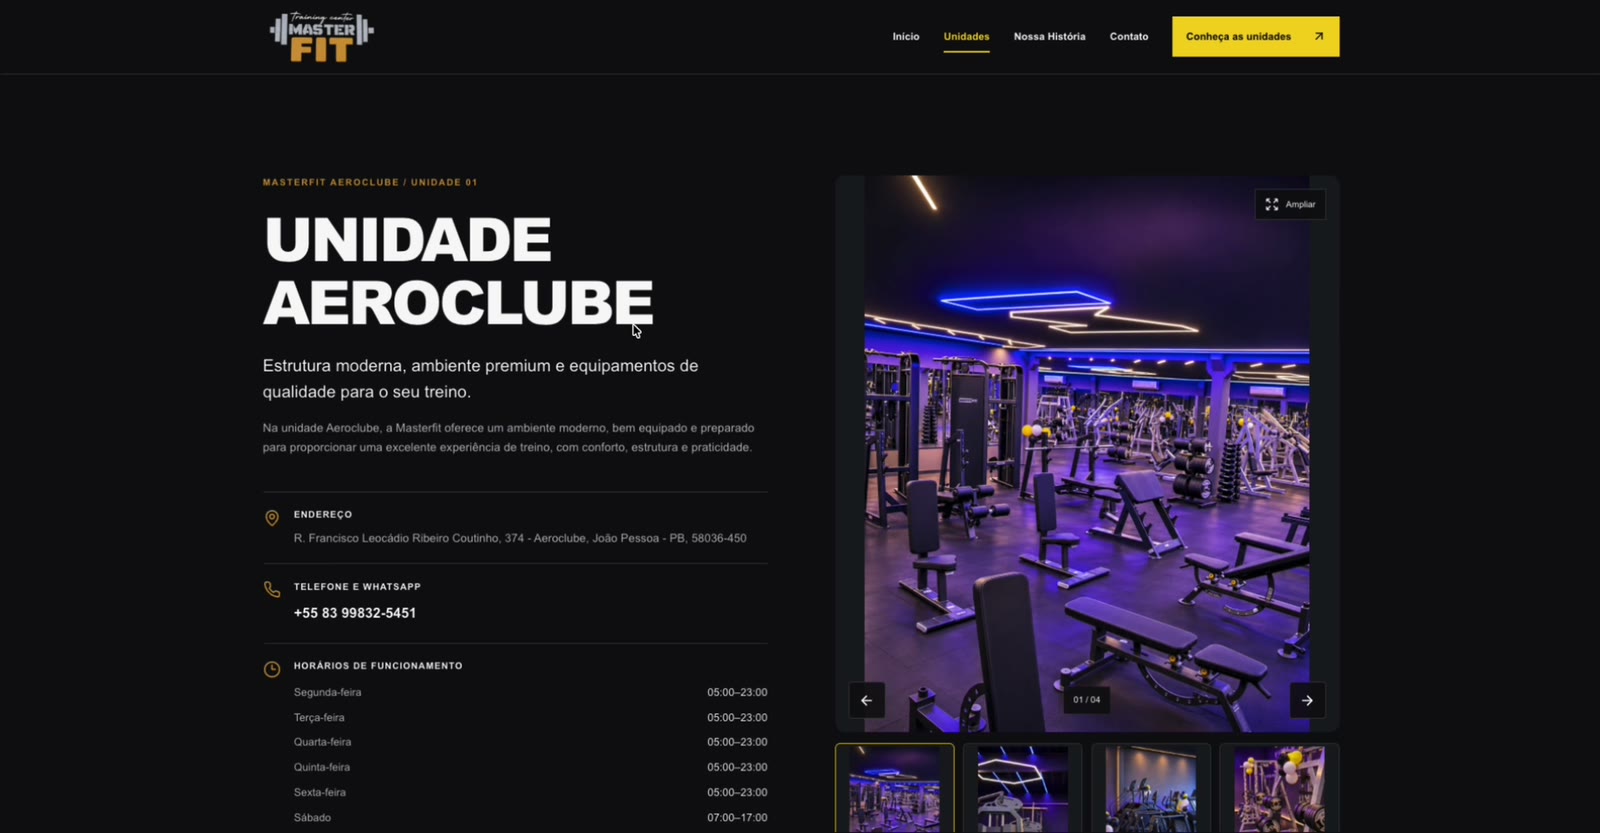 Training center
MASTER
FIT
Início
Unidades
Nossa História
Contato
Conheça as unidades
MASTERFIT AEROCLUBE / UNIDADE 01
UNIDADE
AEROCLUBE
Estrutura moderna, ambiente premium e equipamentos de
qualidade para o seu treino.
Na unidade Aeroclube, a Masterfit oferece um ambiente moderno, bem equipado e preparado
para proporcionar uma excelente experiência de treino, com conforto, estrutura e praticidade.
ENDEREÇO
R. Francisco Leocádio Ribeiro Coutinho, 374 - Aeroclube, João Pessoa - PB, 58036-450
TELEFONE E WHATSAPP
+55 83 99832-5451
HORÁRIOS DE FUNCIONAMENTO
Segunda-feira 05:00–23:00
Terça-feira 05:00–23:00
Quarta-feira 05:00–23:00
Quinta-feira 05:00–23:00
Sexta-feira 05:00–23:00
Sábado 07:00–17:00
Ampliar
01 / 04